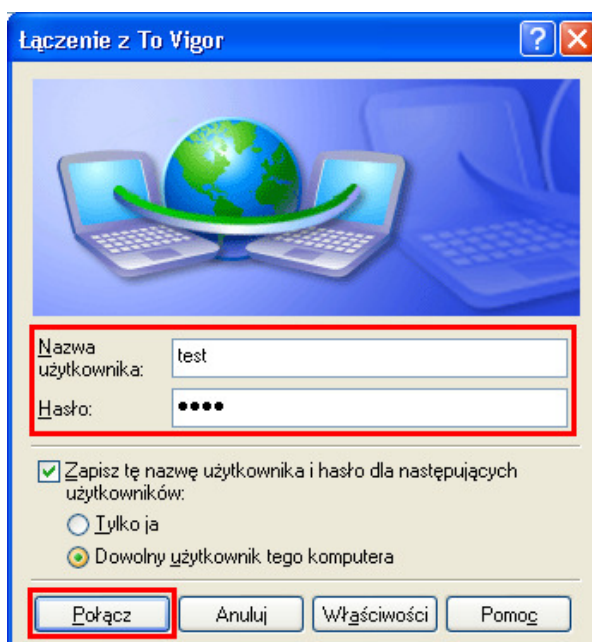 Łączenie z To Vigor
Nazwa
użytkownika:
test
Hasło:
••••
Zapisz tę nazwę użytkownika i hasło dla następujących
użytkowników:
Tylko ja
Dowolny użytkownik tego komputera
Połącz Anuluj Właściwości Pomoc